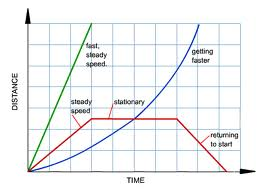 fast,
steady
speed.
getting
faster
steady
speed
stationary
returning
to start
DISTANCE
TIME